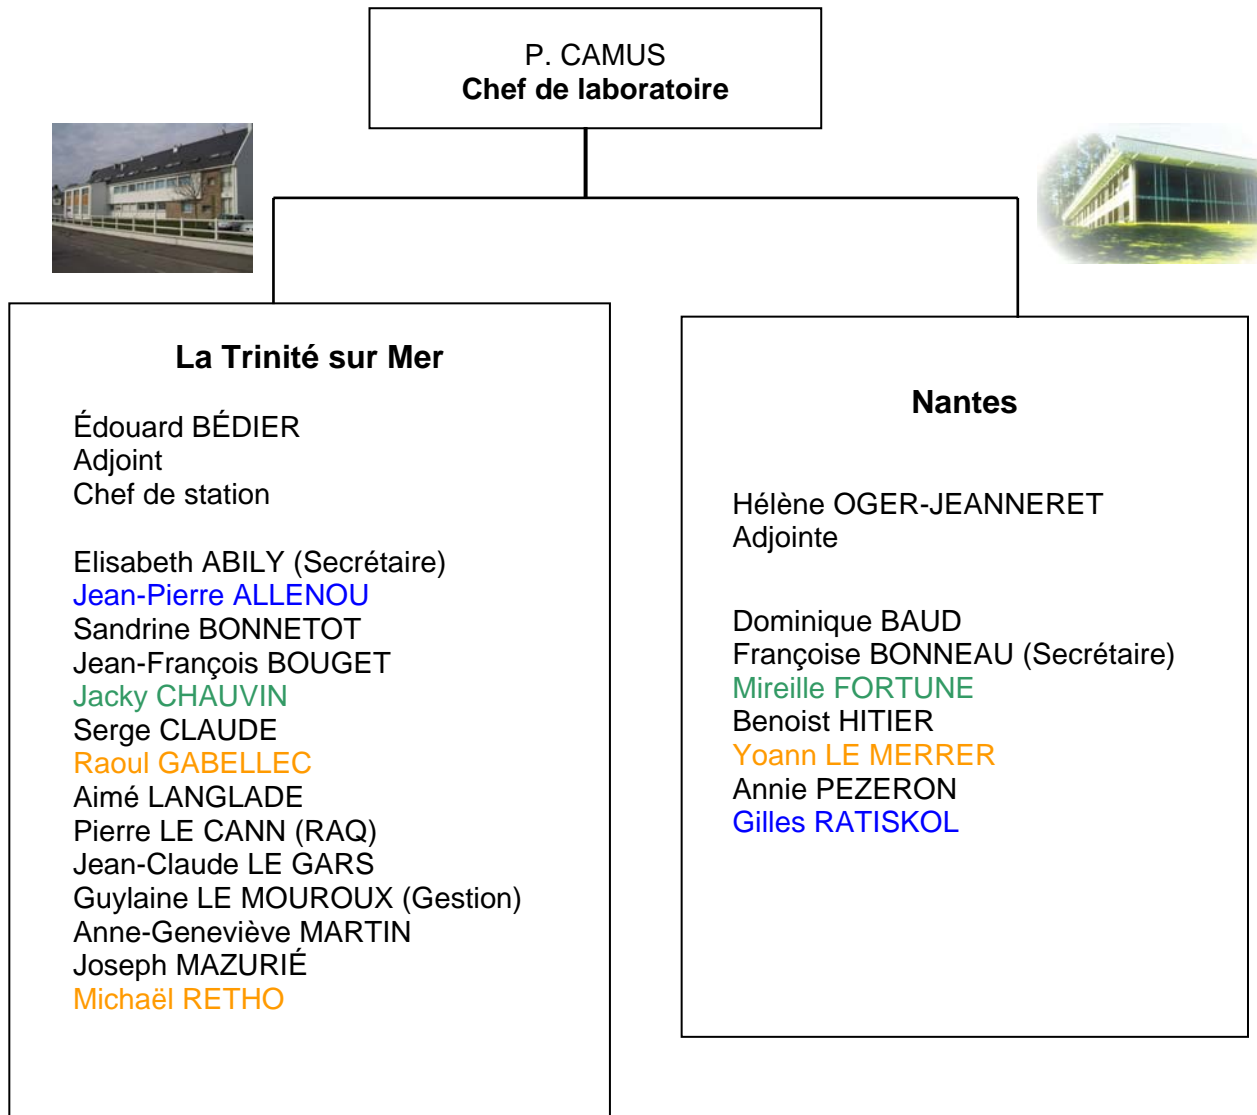 P. CAMUS
Chef de laboratoire
La Trinité sur Mer
Édouard BÉDIER
Adjoint
Chef de station
Elisabeth ABILY (Secrétaire)
Jean-Pierre ALLENOU
Sandrine BONNETOT
Jean-François BOUGET
Jacky CHAUVIN
Serge CLAUDE
Raoul GABELLEC
Aimé LANGLADE
Pierre LE CANN (RAQ)
Jean-Claude LE GARS
Guylaine LE MOUROUX (Gestion)
Anne-Geneviève MARTIN
Joseph MAZURIÉ
Michaël RETHO
Nantes
Hélène OGER-JEANNERET
Adjointe
Dominique BAUD
Françoise BONNEAU (Secrétaire)
Mireille FORTUNE
Benoist HITIER
Yoann LE MERRER
Annie PEZERON
Gilles RATISKOL